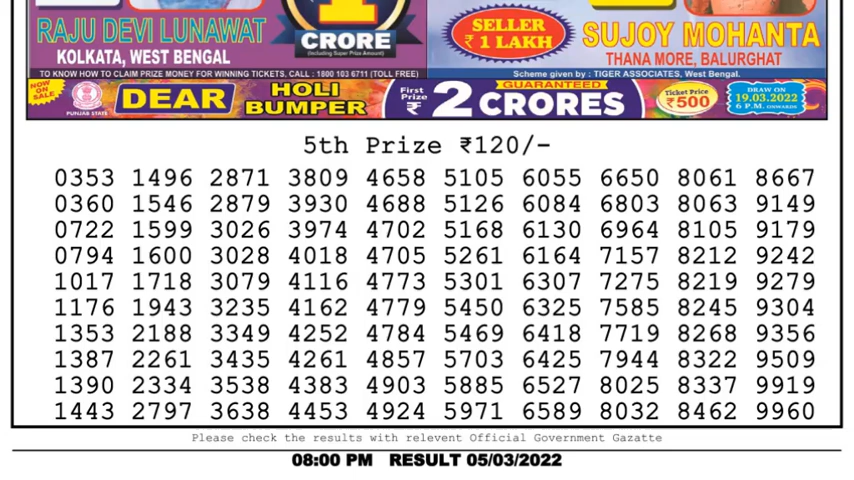 RAJU DEVI LUNAWAT
KOLKATA, WEST BENGAL
1
CRORE
(Including Super Prize Amount)
SELLER
₹ 1 LAKH
SUJOY MOHANTA
THANA MORE, BALURGHAT
TO KNOW HOW TO CLAIM PRIZE MONEY FOR WINNING TICKETS. CALL : 1800 103 6711 (TOLL FREE)
Scheme given by : TIGER ASSOCIATES, West Bengal.
NOW ON SALE
PUNJAB STATE
DEAR
HOLI
BUMPER
First Prize ₹
GUARANTEED
2 CRORES
Ticket Price
₹500
DRAW ON
19.03.2022
6 P.M. ONWARDS
5th Prize ₹120/-
0353 1496 2871 3809 4658 5105 6055 6650 8061 8667
0360 1546 2879 3930 4688 5126 6084 6803 8063 9149
0722 1599 3026 3974 4702 5168 6130 6964 8105 9179
0794 1600 3028 4018 4705 5261 6164 7157 8212 9242
1017 1718 3079 4116 4773 5301 6307 7275 8219 9279
1176 1943 3235 4162 4779 5450 6325 7585 8245 9304
1353 2188 3349 4252 4784 5469 6418 7719 8268 9356
1387 2261 3435 4261 4857 5703 6425 7944 8322 9509
1390 2334 3538 4383 4903 5885 6527 8025 8337 9919
1443 2797 3638 4453 4924 5971 6589 8032 8462 9960
Please check the results with relevent Official Government Gazatte
08:00 PM RESULT 05/03/2022